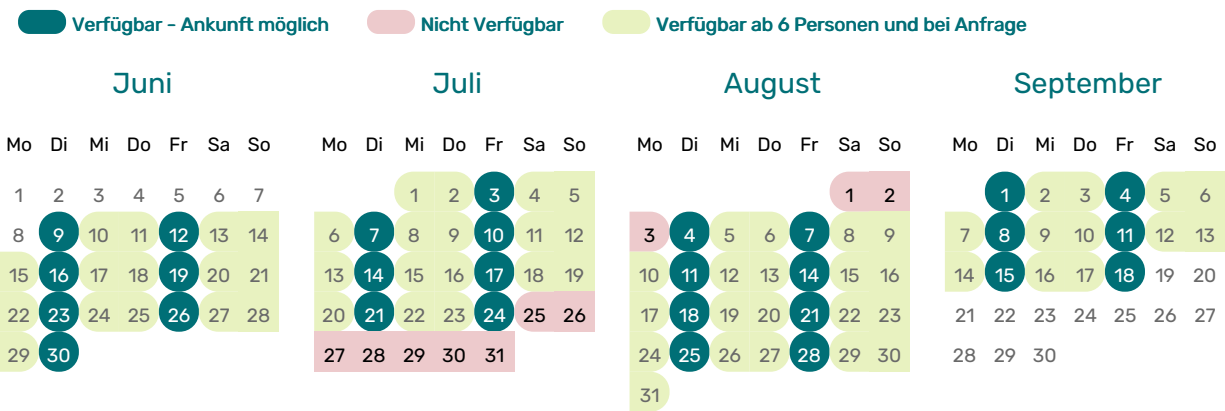 Verfügbar - Ankunft möglich Nicht Verfügbar Verfügbar ab 6 Personen und bei Anfrage
Juni
Mo Di Mi Do Fr Sa So
1 2 3 4 5 6 7
8 9 10 11 12 13 14
15 16 17 18 19 20 21
22 23 24 25 26 27 28
29 30
Juli
Mo Di Mi Do Fr Sa So
1 2 3 4 5
6 7 8 9 10 11 12
13 14 15 16 17 18 19
20 21 22 23 24 25 26
27 28 29 30 31
August
Mo Di Mi Do Fr Sa So
1 2
3 4 5 6 7 8 9
10 11 12 13 14 15 16
17 18 19 20 21 22 23
24 25 26 27 28 29 30
31
September
Mo Di Mi Do Fr Sa So
1 2 3 4 5 6
7 8 9 10 11 12 13
14 15 16 17 18 19 20
21 22 23 24 25 26 27
28 29 30